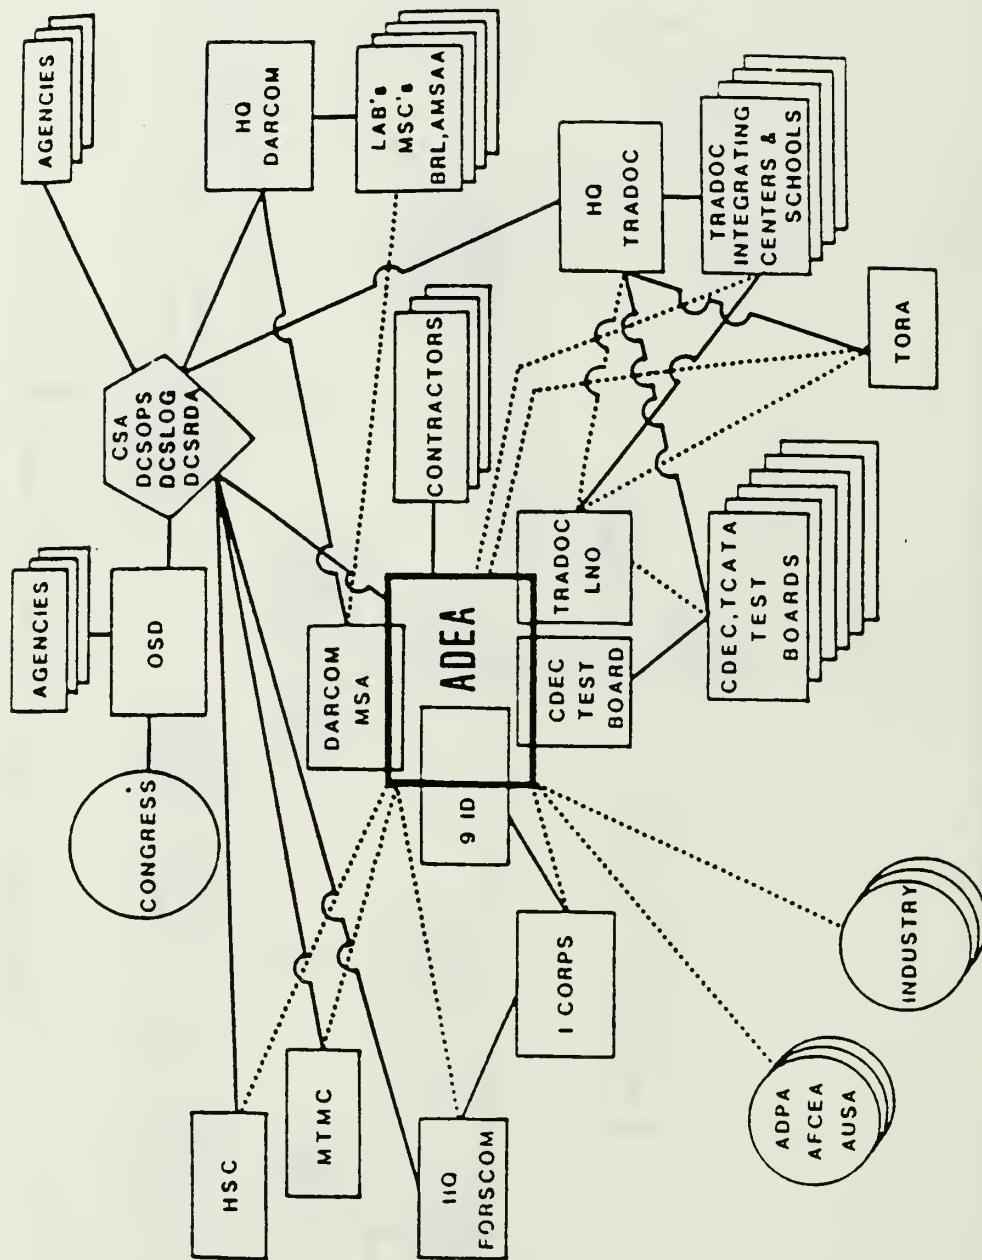 AGENCIES
AGENCIES
CONGRESS
OSD
CSA
DCSOPS
DCSLOG
DCSRDA
HQ
DARCOM
HSC
MTMC
DARCOM
MSA
LAB's
MSC's
BRL, AMSAA
HQ
FORSCOM
9 ID
ADEA
CONTRACTORS
I CORPS
CDEC
TEST
BOARD
TRADOC
LNO
HQ
TRADOC
ADPA
AFCEA
AUSA
INDUSTRY
CDEC, TCATA
TEST
BOARDS
TRADOC
INTEGRATING
CENTERS &
SCHOOLS
TORA